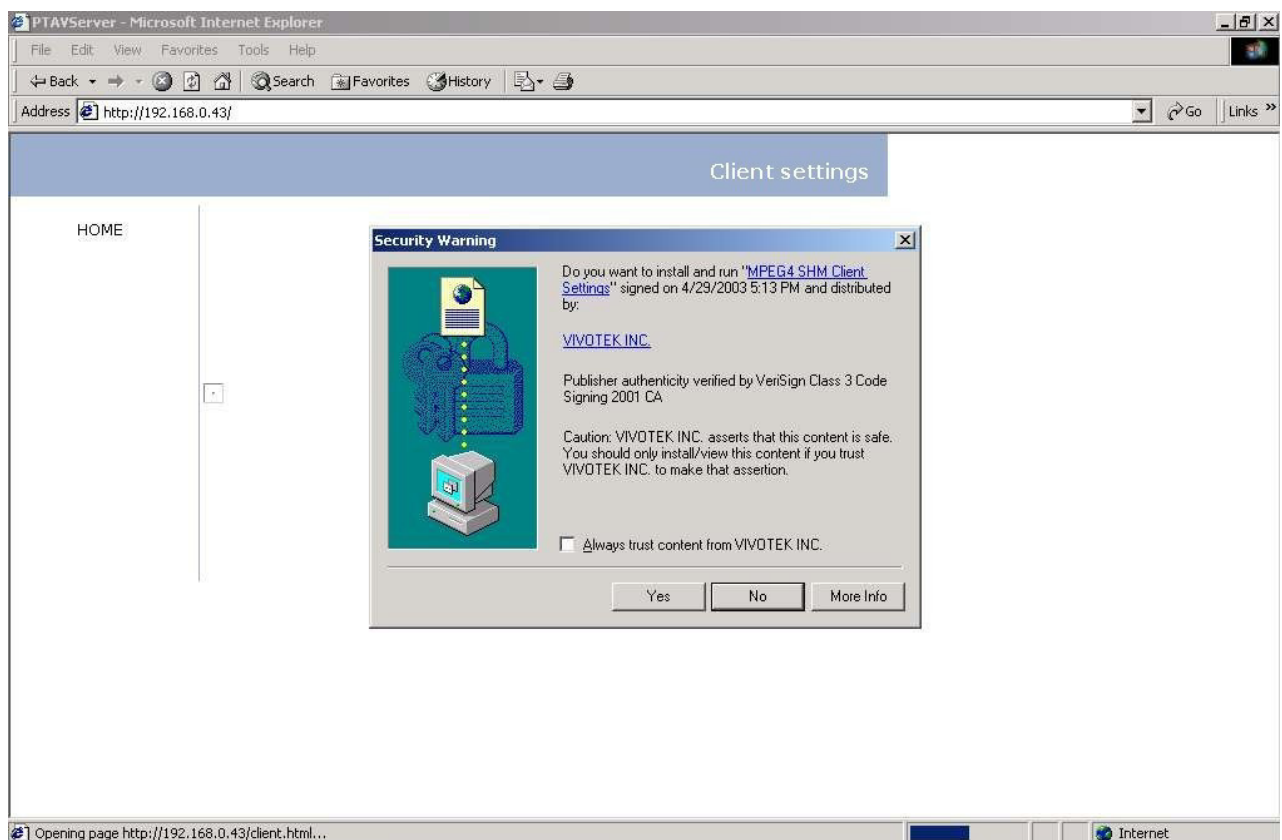 PTAVServer - Microsoft Internet Explorer
File Edit View Favorites Tools Help
Back Search Favorites History
Address http://192.168.0.43/ Go Links »
Client settings
HOME
Security Warning
Do you want to install and run "MPEG4 SHM Client
Settings" signed on 4/29/2003 5:13 PM and distributed
by:
VIVOTEK INC.
Publisher authenticity verified by VeriSign Class 3 Code
Signing 2001 CA
Caution: VIVOTEK INC. asserts that this content is safe.
You should only install/view this content if you trust
VIVOTEK INC. to make that assertion.
Always trust content from VIVOTEK INC.
Yes No More Info
Opening page http://192.168.0.43/client.html... Internet